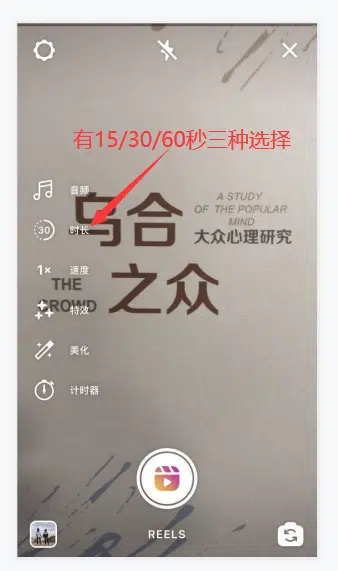 有15/30/60秒三种选择
音频
30 时长
1× 速度
特效
美化
计时器
乌合
之众
A STUDY
OF THE POPULAR
MIND
大众心理研究
THE
CROWD
REELS